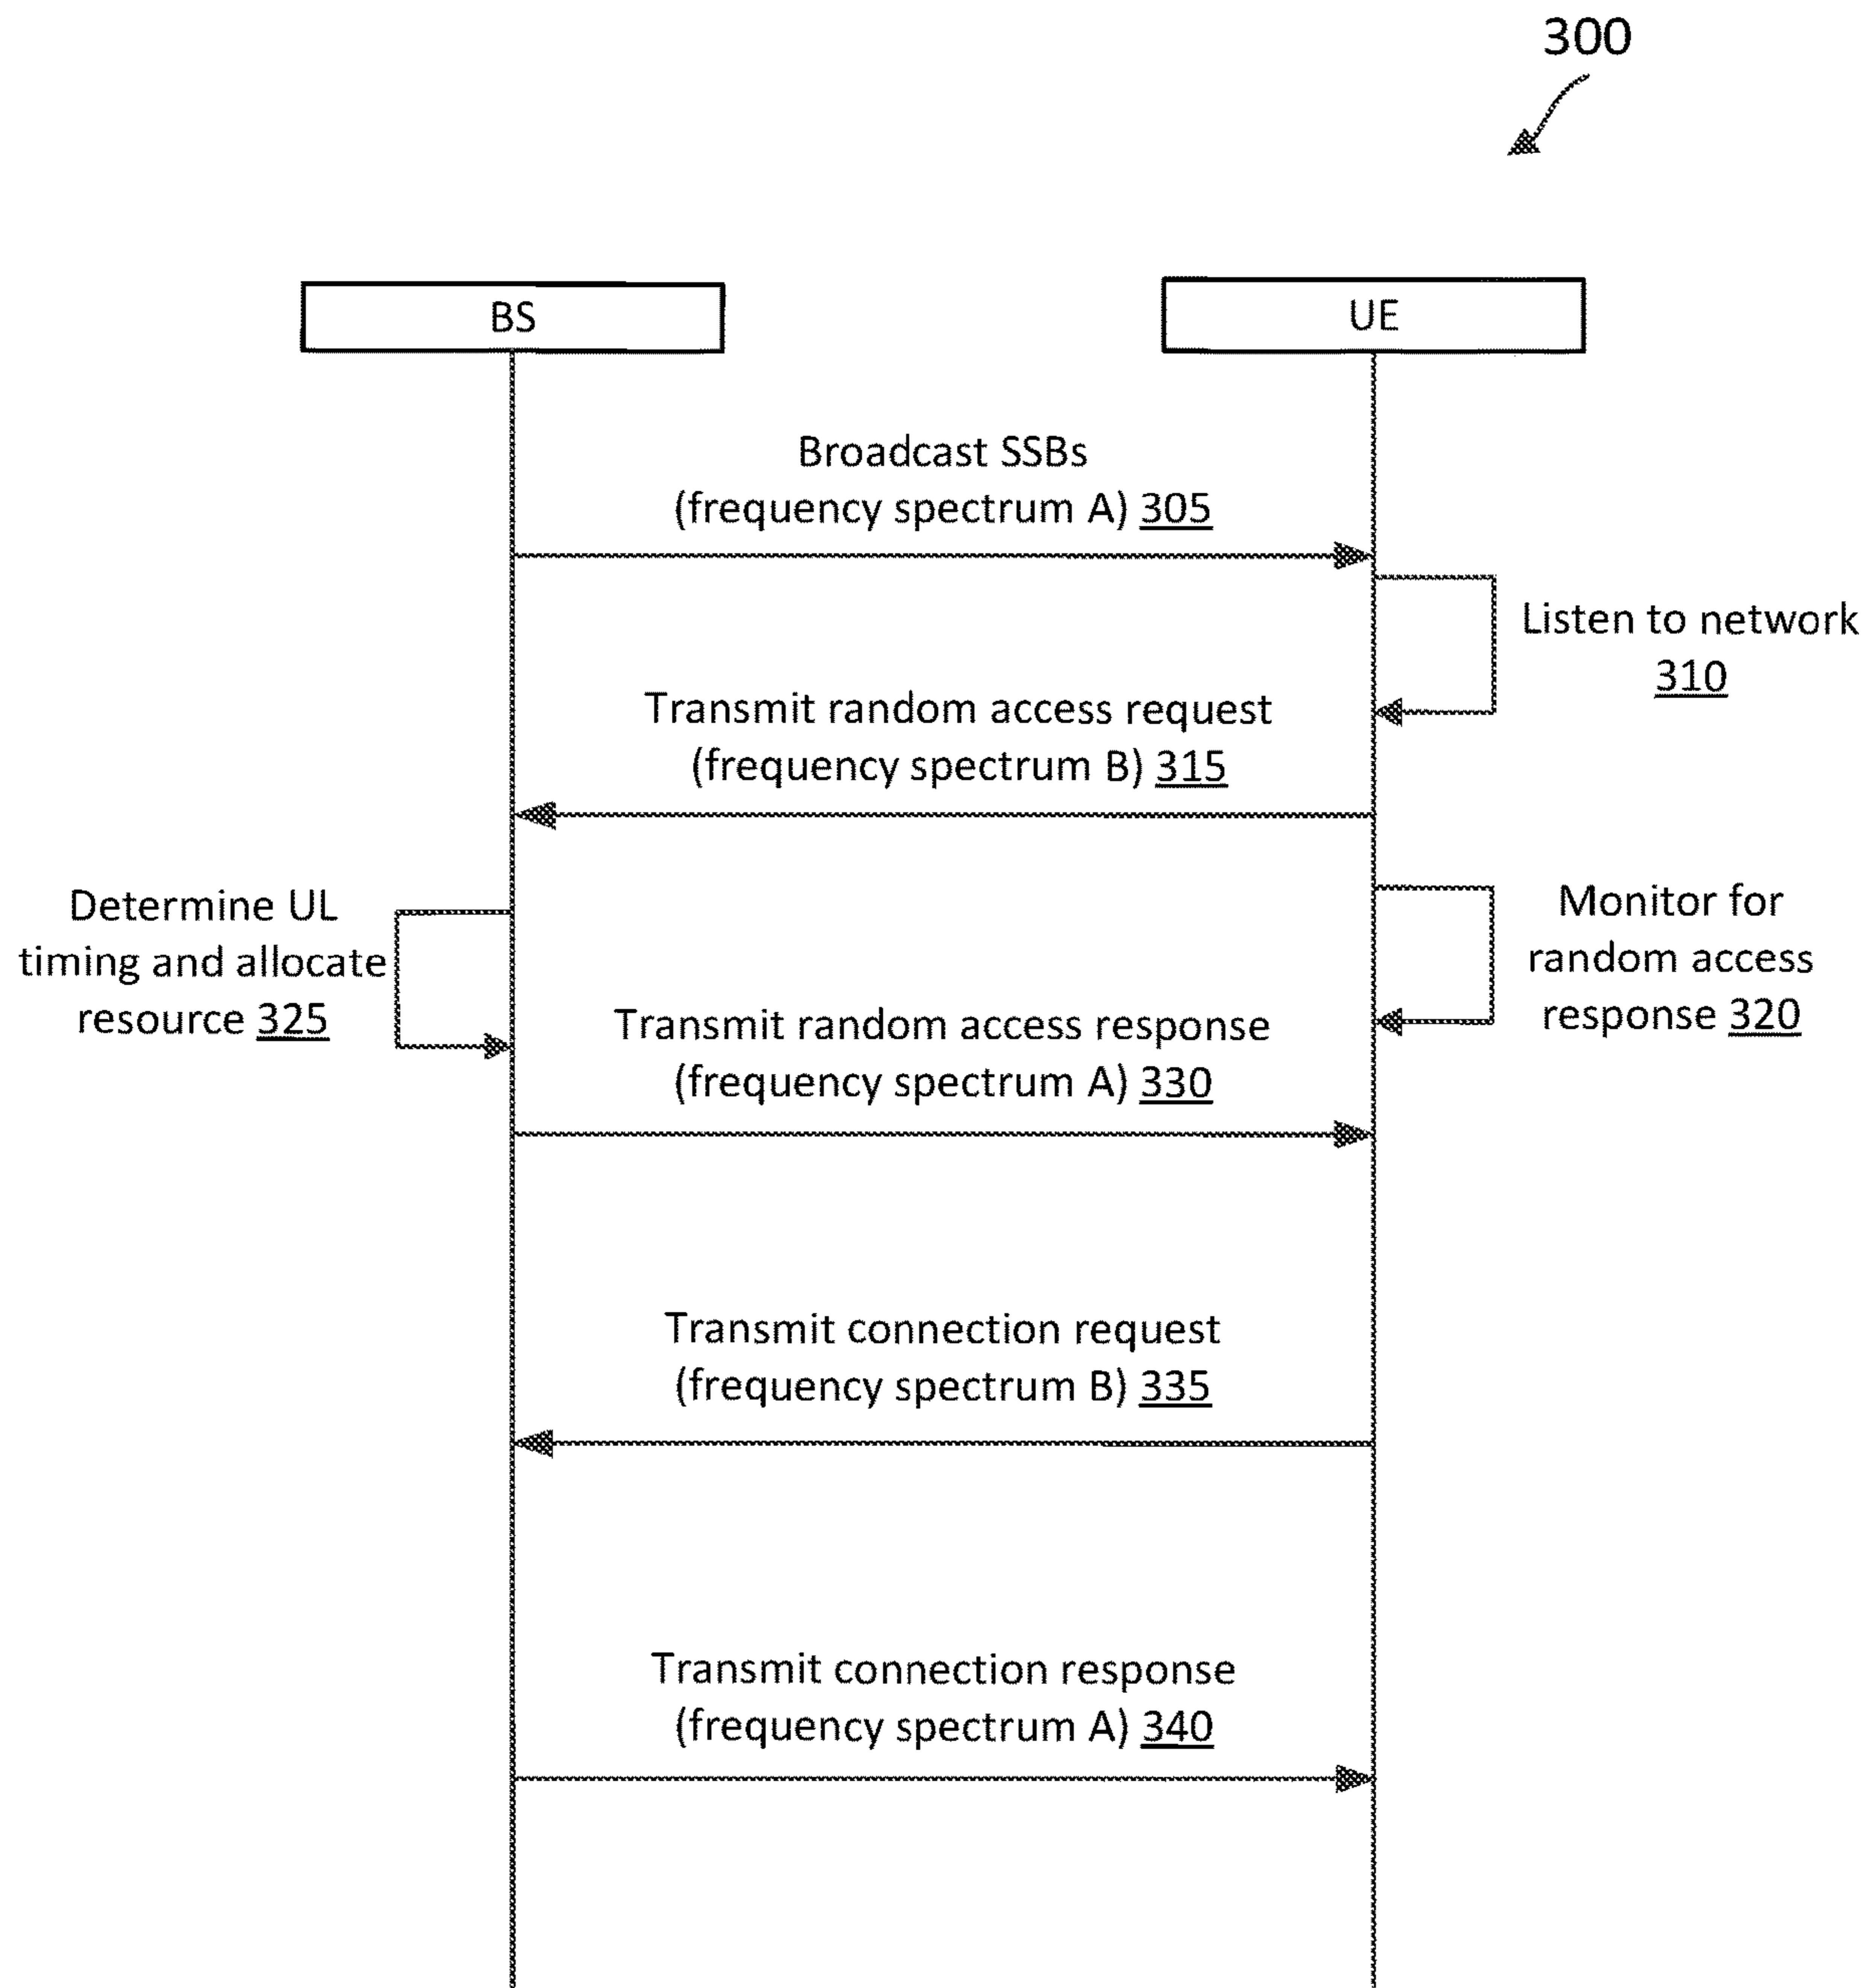 300
BS
UE
Broadcast SSBs
(frequency spectrum A) 305
Listen to network
310
Transmit random access request
(frequency spectrum B) 315
Determine UL
timing and allocate
resource 325
Monitor for
random access
response 320
Transmit random access response
(frequency spectrum A) 330
Transmit connection request
(frequency spectrum B) 335
Transmit connection response
(frequency spectrum A) 340